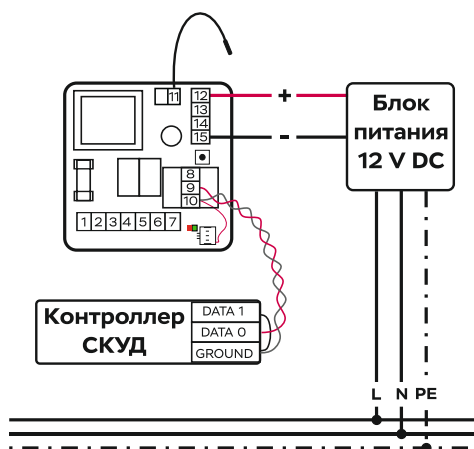 11
12
13
14
15
+
-
Блок
питания
12 V DC
8
9
10
1 2 3 4 5 6 7
Контроллер
СКУД
DATA 1
DATA 0
GROUND
L N PE